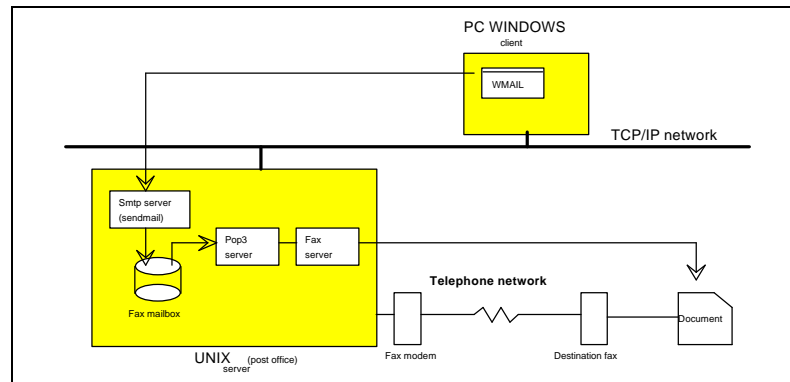 PC WINDOWS
client
WMAIL
TCP/IP network
Smtp server
(sendmail)
Pop3
server
Fax
server
Fax mailbox
Telephone network
Document
UNIX (post office)
server
Fax modem
Destination fax